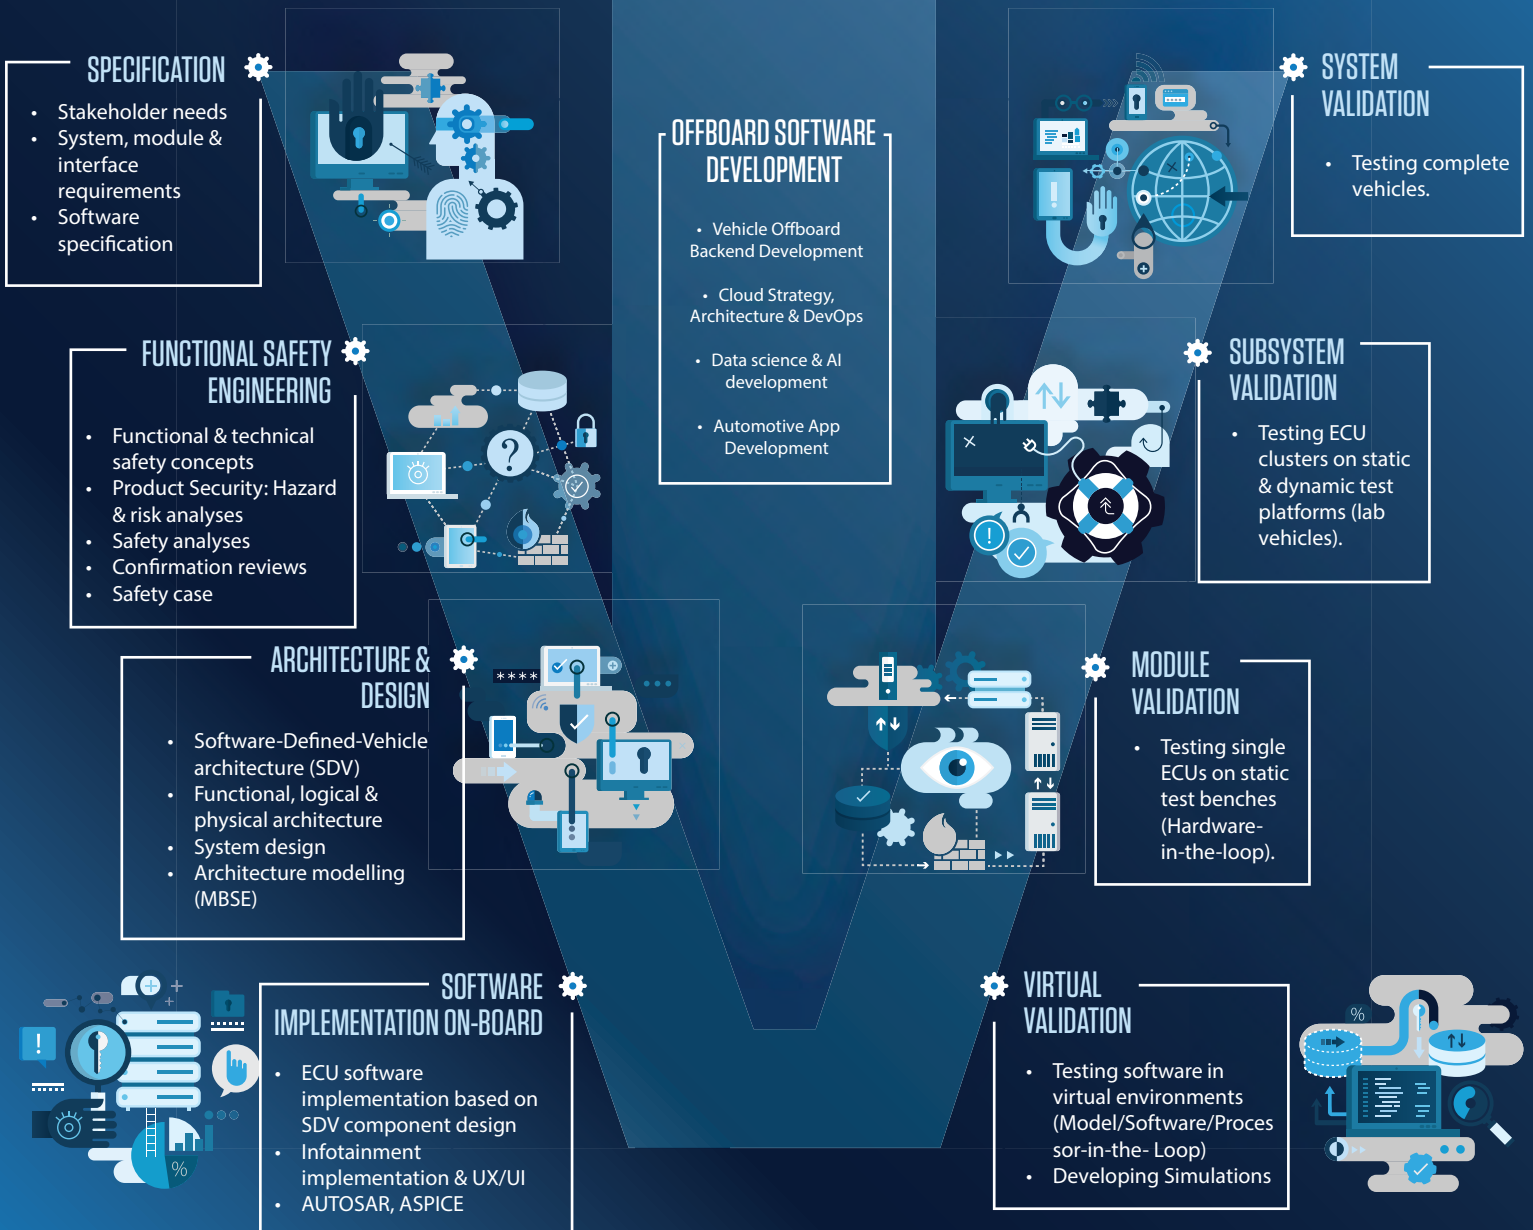 SPECIFICATION
• Stakeholder needs
• System, module &
interface
requirements
• Software
specification
FUNCTIONAL SAFETY
ENGINEERING
• Functional & technical
safety concepts
• Product Security: Hazard
& risk analyses
• Safety analyses
• Confirmation reviews
• Safety case
ARCHITECTURE &
DESIGN
• Software-Defined-Vehicle
architecture (SDV)
• Functional, logical &
physical architecture
• System design
• Architecture modelling
(MBSE)
SOFTWARE
IMPLEMENTATION ON-BOARD
• ECU software
implementation based on
SDV component design
• Infotainment
implementation & UX/UI
• AUTOSAR, ASPICE
OFFBOARD SOFTWARE
DEVELOPMENT
• Vehicle Offboard
Backend Development
• Cloud Strategy,
Architecture & DevOps
• Data science & AI
development
• Automotive App
Development
SYSTEM
VALIDATION
• Testing complete
vehicles.
SUBSYSTEM
VALIDATION
• Testing ECU
clusters on static
& dynamic test
platforms (lab
vehicles).
MODULE
VALIDATION
• Testing single
ECUs on static
test benches
(Hardware-
in-the-loop).
VIRTUAL
VALIDATION
• Testing software in
virtual environments
(Model/Software/Proces
sor-in-the- Loop)
• Developing Simulations
?
!
****
!
!
%
%